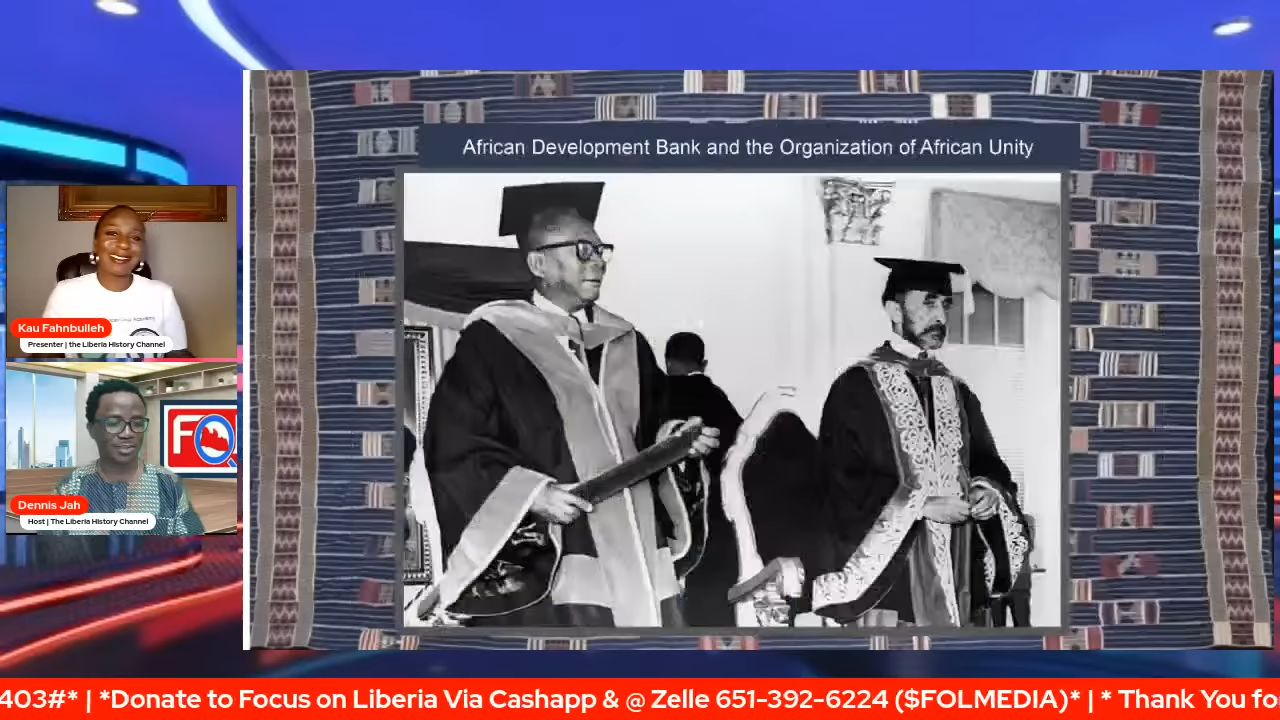 African Development Bank and the Organization of African Unity
Kau Fahnbulleh
Presenter | the Liberia History Channel
FO
Dennis Jah
Host | The Liberia History Channel
403#* | *Donate to Focus on Liberia Via Cashapp & @ Zelle 651-392-6224 ($FOLMEDIA)* | * Thank You fo